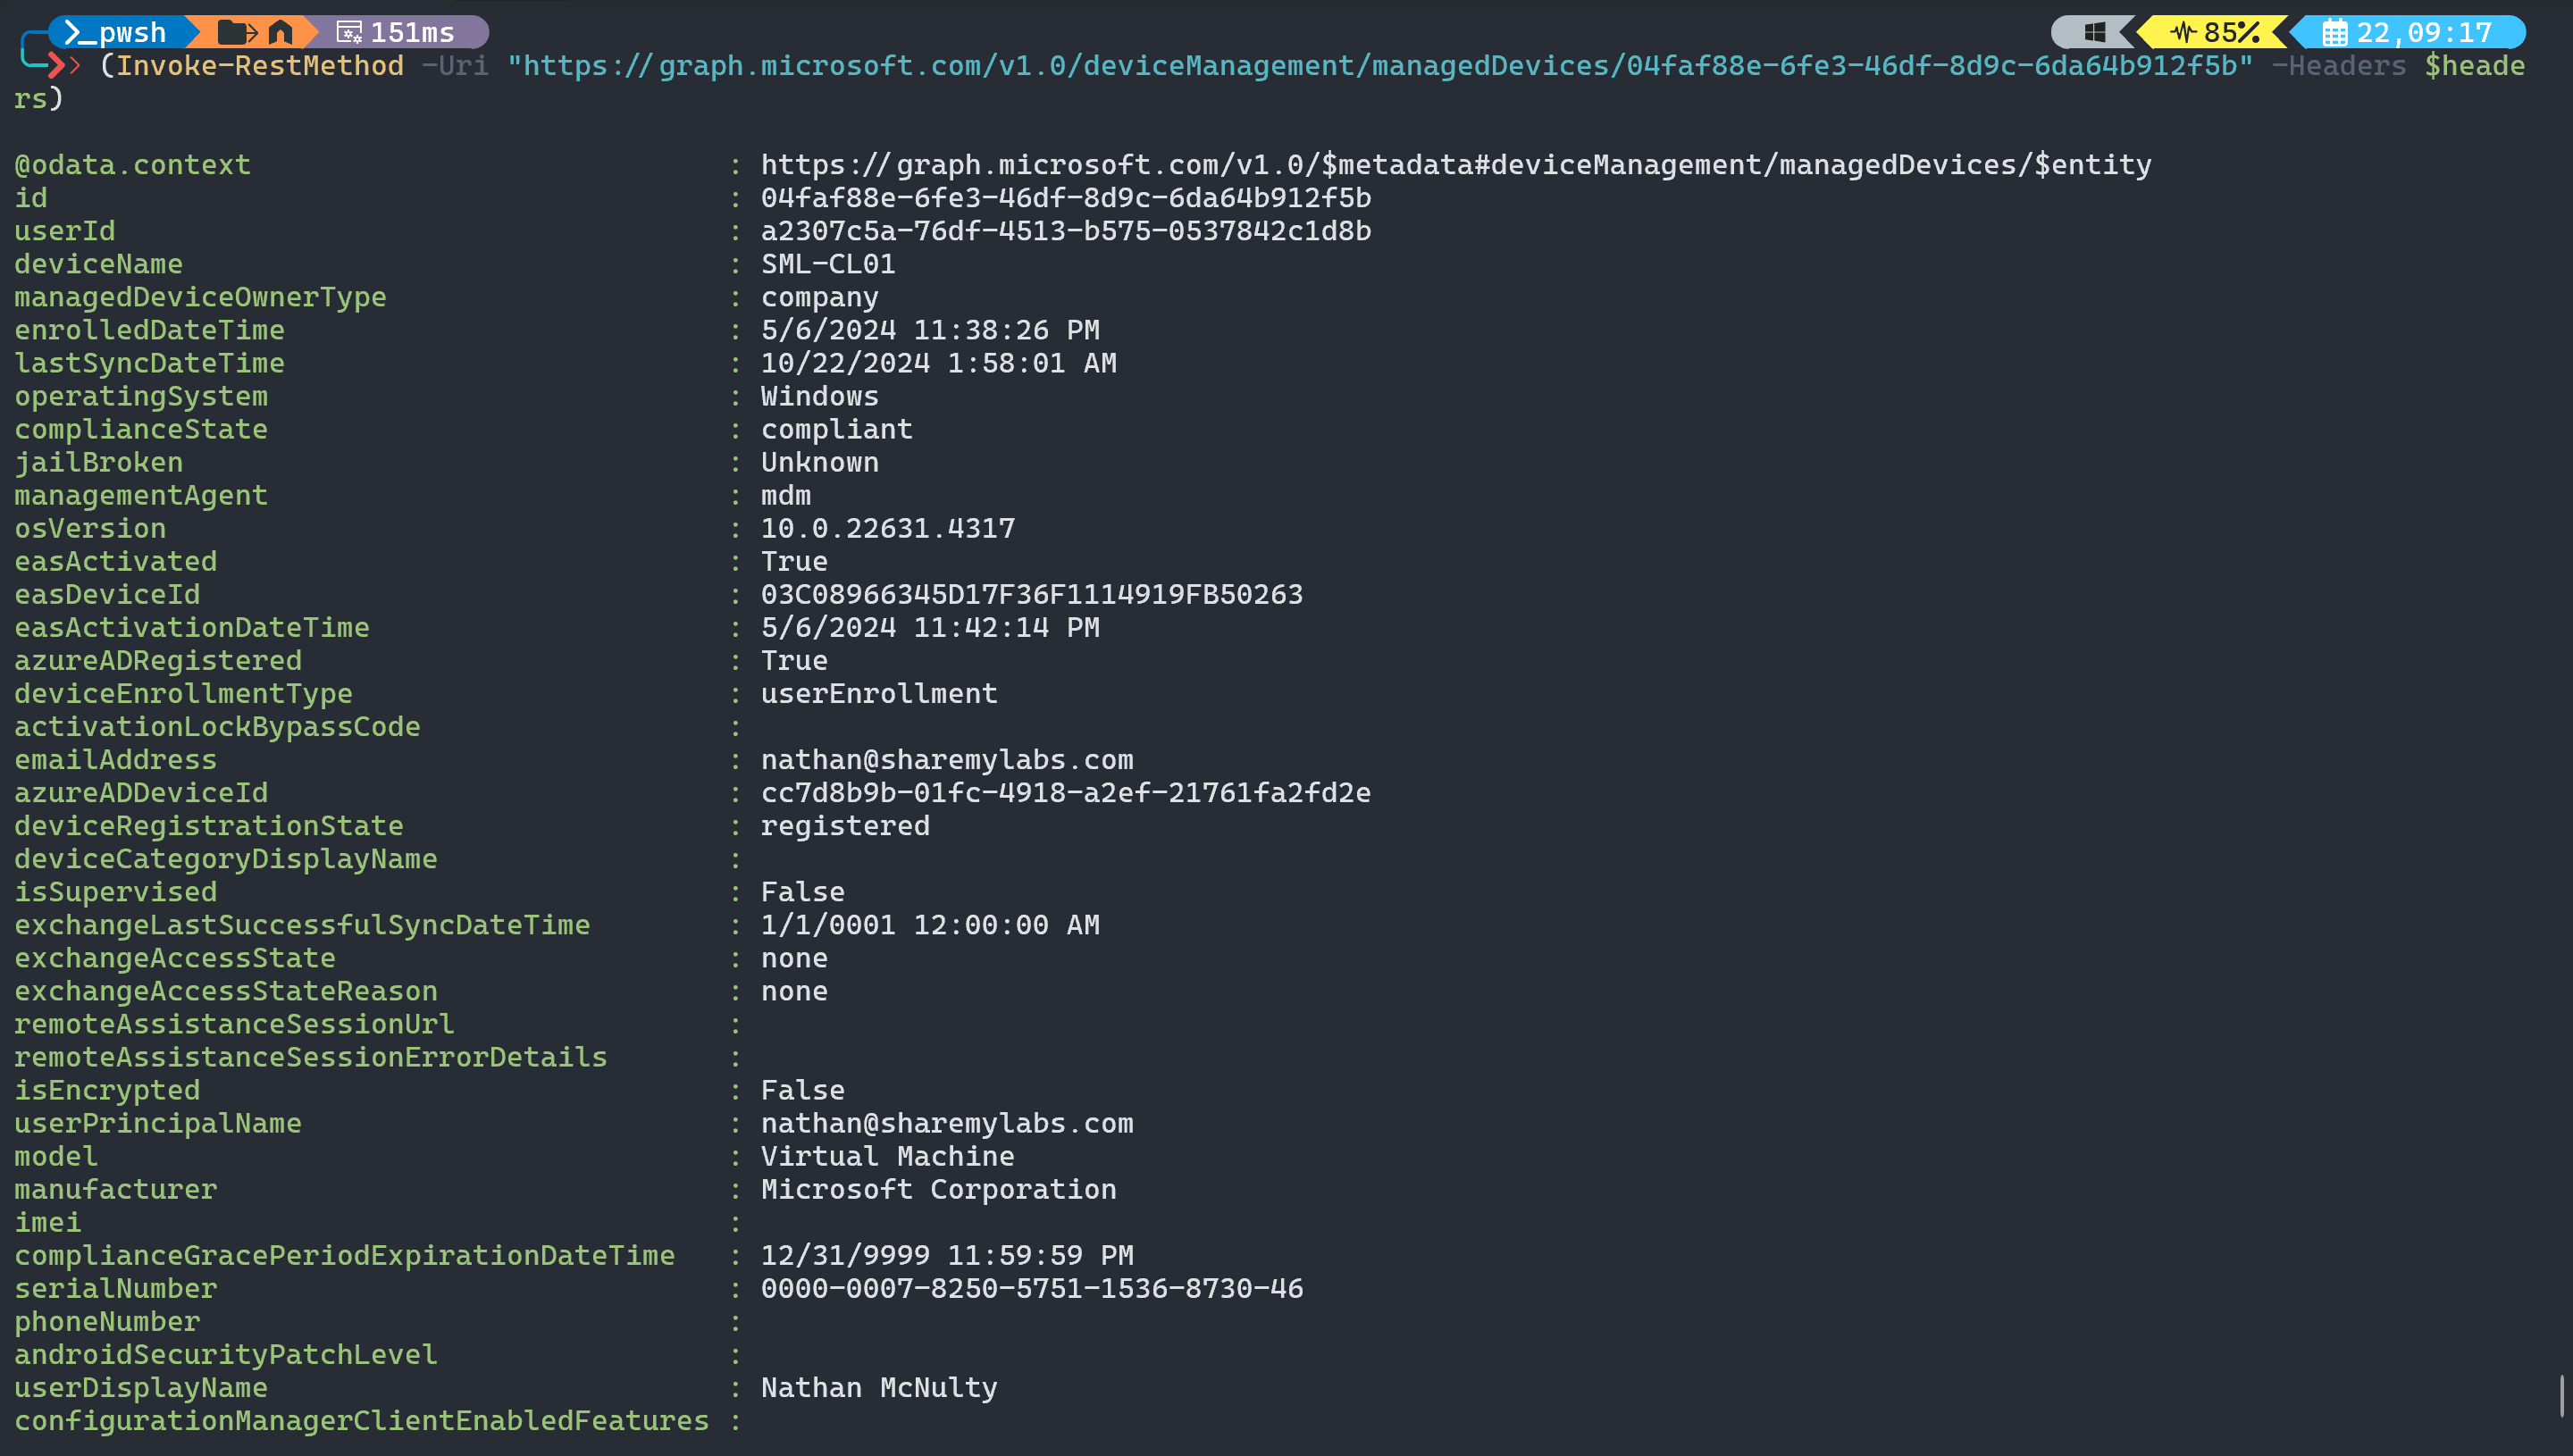 >_pwsh 151ms 85% 22,09:17
(Invoke-RestMethod -Uri "https://graph.microsoft.com/v1.0/deviceManagement/managedDevices/04faf88e-6fe3-46df-8d9c-6da64b912f5b" -Headers $heade
rs)
@odata.context : https://graph.microsoft.com/v1.0/$metadata#deviceManagement/managedDevices/$entity
id : 04faf88e-6fe3-46df-8d9c-6da64b912f5b
userId : a2307c5a-76df-4513-b575-0537842c1d8b
deviceName : SML-CL01
managedDeviceOwnerType : company
enrolledDateTime : 5/6/2024 11:38:26 PM
lastSyncDateTime : 10/22/2024 1:58:01 AM
operatingSystem : Windows
complianceState : compliant
jailBroken : Unknown
managementAgent : mdm
osVersion : 10.0.22631.4317
easActivated : True
easDeviceId : 03C08966345D17F36F1114919FB50263
easActivationDateTime : 5/6/2024 11:42:14 PM
azureADRegistered : True
deviceEnrollmentType : userEnrollment
activationLockBypassCode :
emailAddress : nathan@sharemylabs.com
azureADDeviceId : cc7d8b9b-01fc-4918-a2ef-21761fa2fd2e
deviceRegistrationState : registered
deviceCategoryDisplayName :
isSupervised : False
exchangeLastSuccessfulSyncDateTime : 1/1/0001 12:00:00 AM
exchangeAccessState : none
exchangeAccessStateReason : none
remoteAssistanceSessionUrl :
remoteAssistanceSessionErrorDetails :
isEncrypted : False
userPrincipalName : nathan@sharemylabs.com
model : Virtual Machine
manufacturer : Microsoft Corporation
imei :
complianceGracePeriodExpirationDateTime : 12/31/9999 11:59:59 PM
serialNumber : 0000-0007-8250-5751-1536-8730-46
phoneNumber :
androidSecurityPatchLevel :
userDisplayName : Nathan McNulty
configurationManagerClientEnabledFeatures :